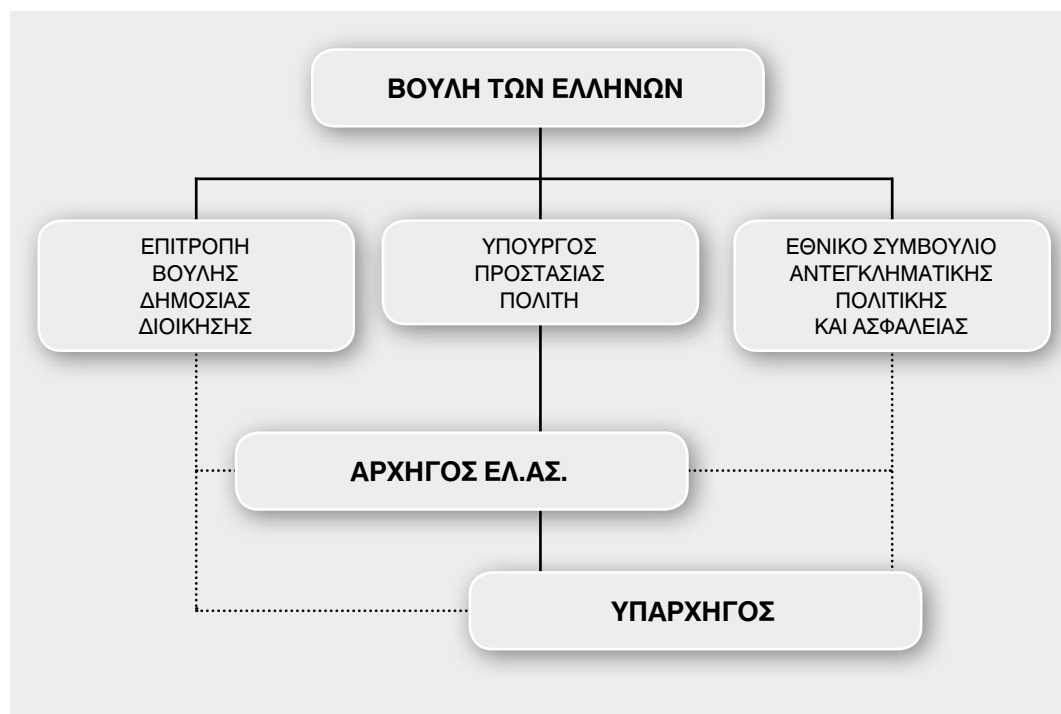 ΒΟΥΛΗ ΤΩΝ ΕΛΛΗΝΩΝ
ΕΠΙΤΡΟΠΗ
ΒΟΥΛΗΣ
ΔΗΜΟΣΙΑΣ
ΔΙΟΙΚΗΣΗΣ
ΥΠΟΥΡΓΟΣ
ΠΡΟΣΤΑΣΙΑΣ
ΠΟΛΙΤΗ
ΕΘΝΙΚΟ ΣΥΜΒΟΥΛΙΟ
ΑΝΤΕΓΚΛΗΜΑΤΙΚΗΣ
ΠΟΛΙΤΙΚΗΣ
ΚΑΙ ΑΣΦΑΛΕΙΑΣ
ΑΡΧΗΓΟΣ ΕΛ.ΑΣ.
ΥΠΑΡΧΗΓΟΣ